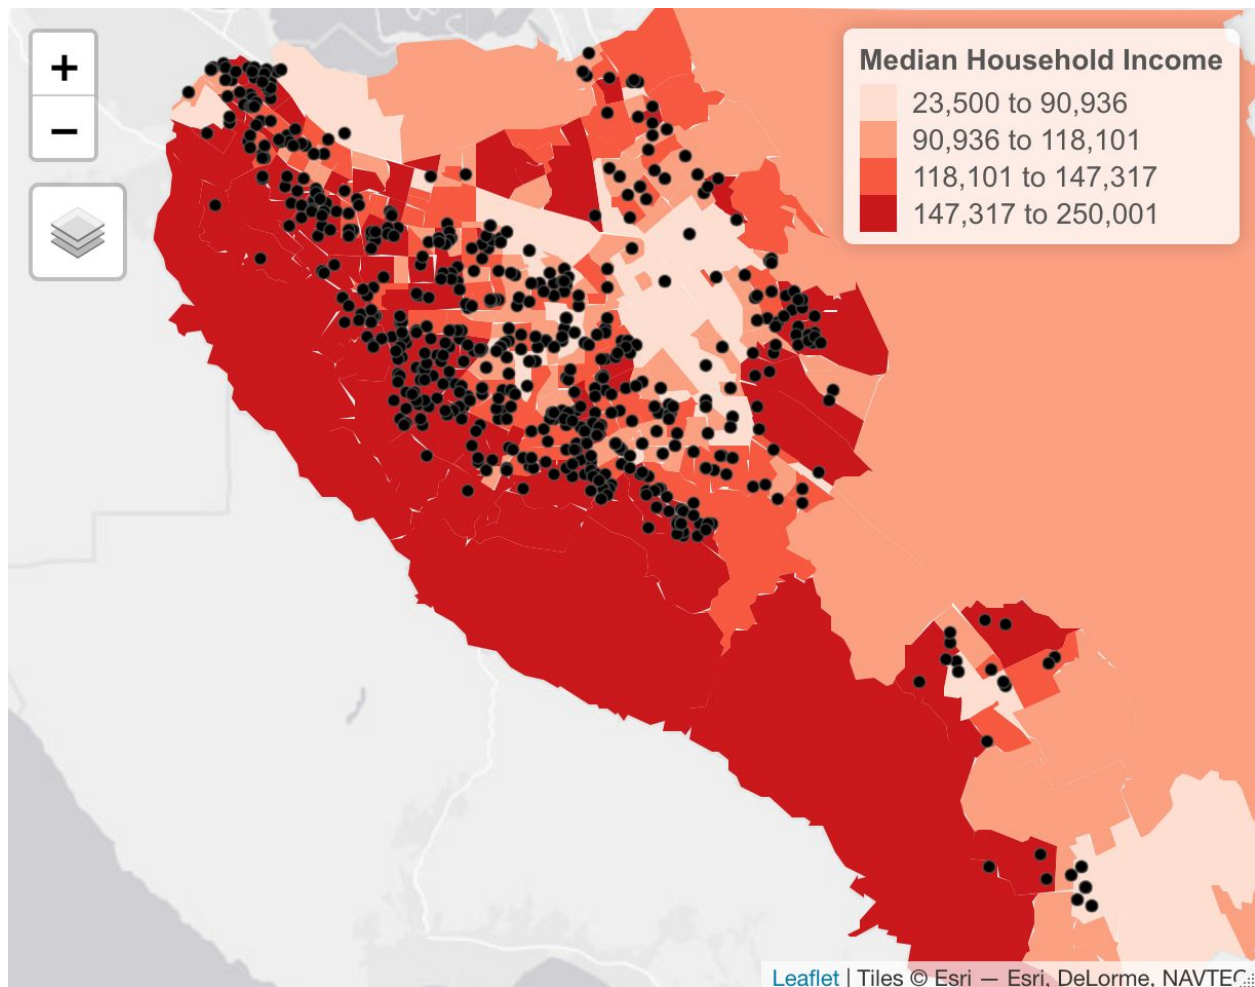 +
−
Median Household Income
23,500 to 90,936
90,936 to 118,101
118,101 to 147,317
147,317 to 250,001
Leaflet | Tiles © Esri — Esri, DeLorme, NAVTEC